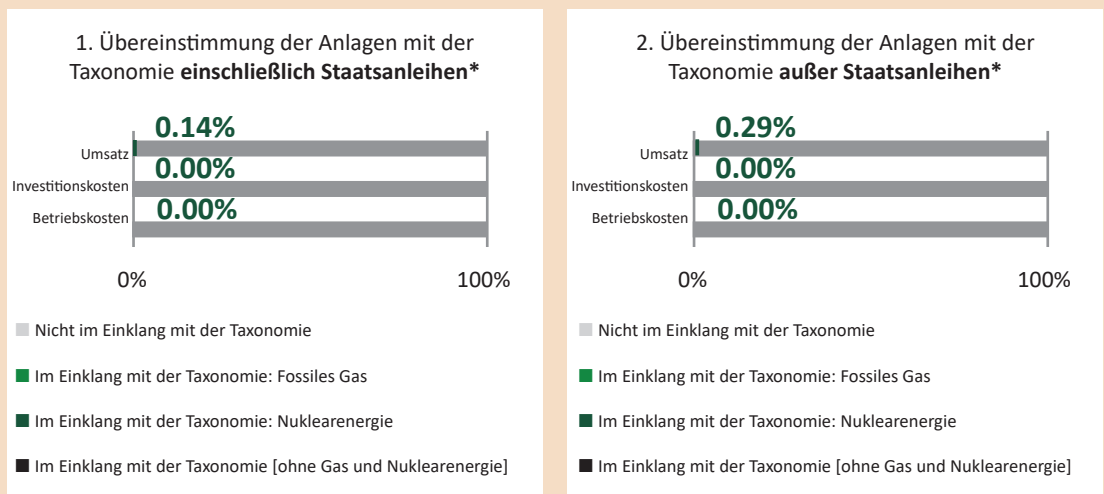 1. Übereinstimmung der Anlagen mit der
Taxonomie einschließlich Staatsanleihen*
0.14%
Umsatz
0.00%
Investitionskosten
0.00%
Betriebskosten
0% 100%
Nicht im Einklang mit der Taxonomie
Im Einklang mit der Taxonomie: Fossiles Gas
Im Einklang mit der Taxonomie: Nuklearenergie
Im Einklang mit der Taxonomie [ohne Gas und Nuklearenergie]
2. Übereinstimmung der Anlagen mit der
Taxonomie außer Staatsanleihen*
0.29%
Umsatz
0.00%
Investitionskosten
0.00%
Betriebskosten
0% 100%
Nicht im Einklang mit der Taxonomie
Im Einklang mit der Taxonomie: Fossiles Gas
Im Einklang mit der Taxonomie: Nuklearenergie
Im Einklang mit der Taxonomie [ohne Gas und Nuklearenergie]